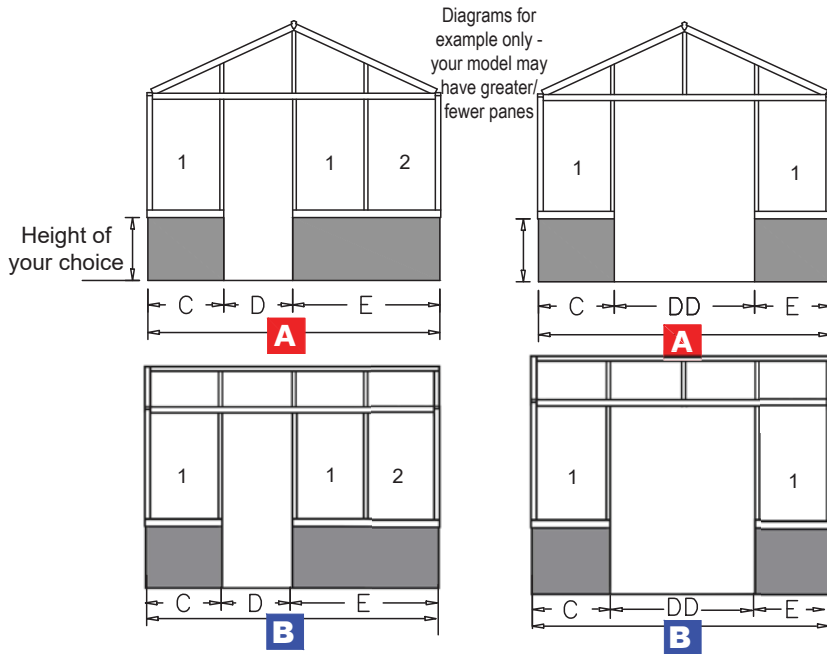 Diagrams for
example only -
your model may
have greater/
fewer panes
1 1 2
1 1
Height of
your choice
C D E
A
C DD E
A
1 1 2
1 1
C D E
B
C DD E
B